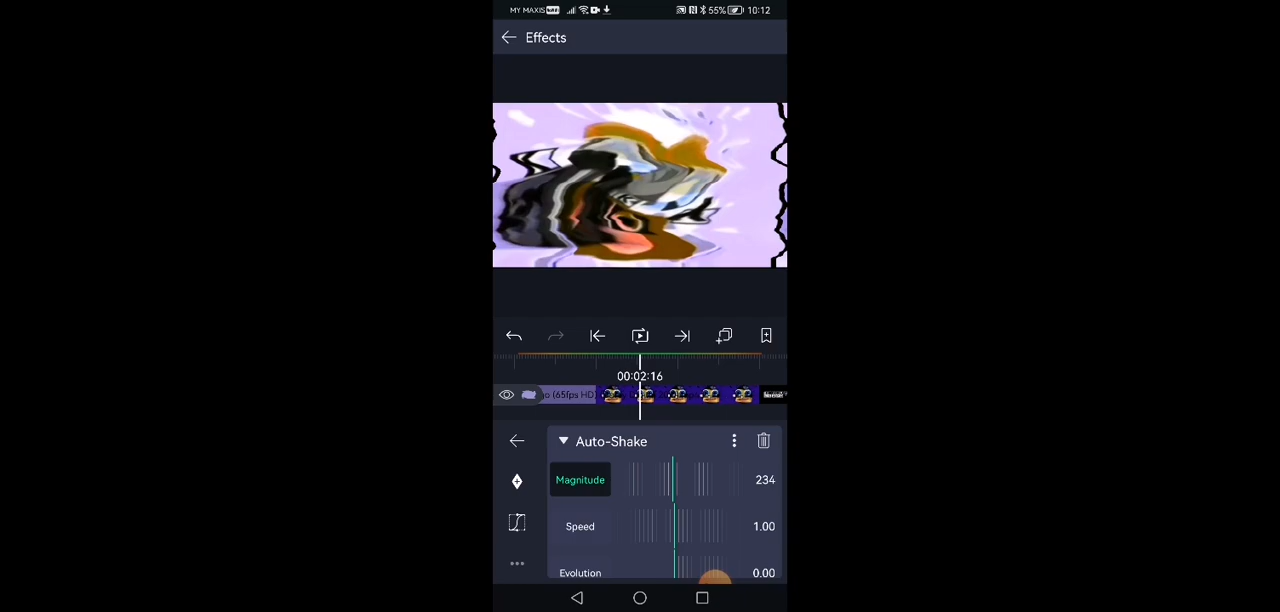 MY MAXIS 55% 10:12
Effects
00:02:16
go (65fps HD)
Auto-Shake
Magnitude 234
Speed 1.00
Evolution 0.00